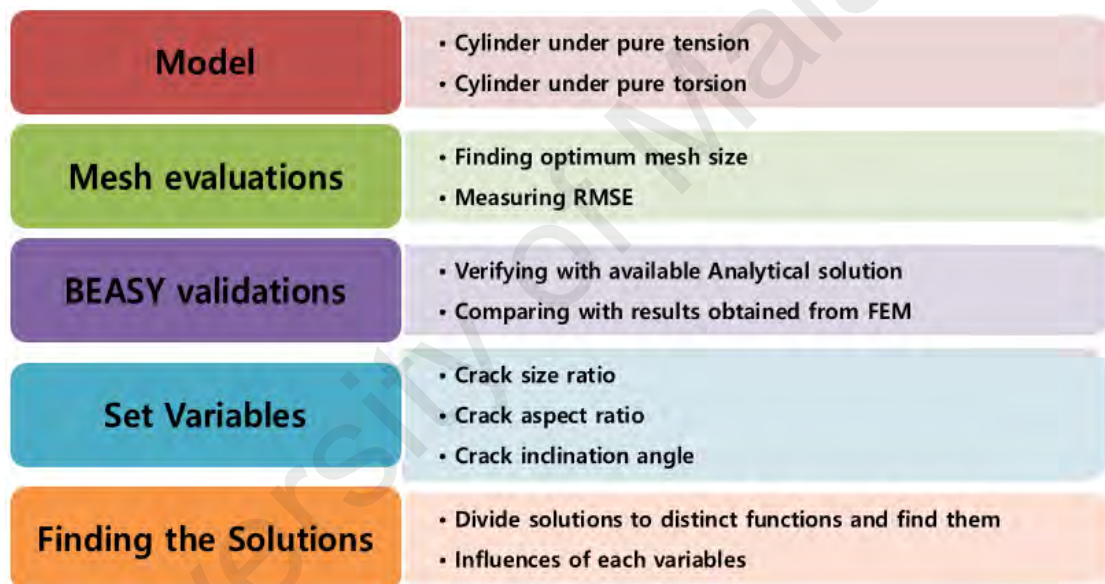 Model
• Cylinder under pure tension
• Cylinder under pure torsion
Mesh evaluations
• Finding optimum mesh size
• Measuring RMSE
BEASY validations
• Verifying with available Analytical solution
• Comparing with results obtained from FEM
Set Variables
• Crack size ratio
• Crack aspect ratio
• Crack inclination angle
Finding the Solutions
• Divide solutions to distinct functions and find them
• Influences of each variables